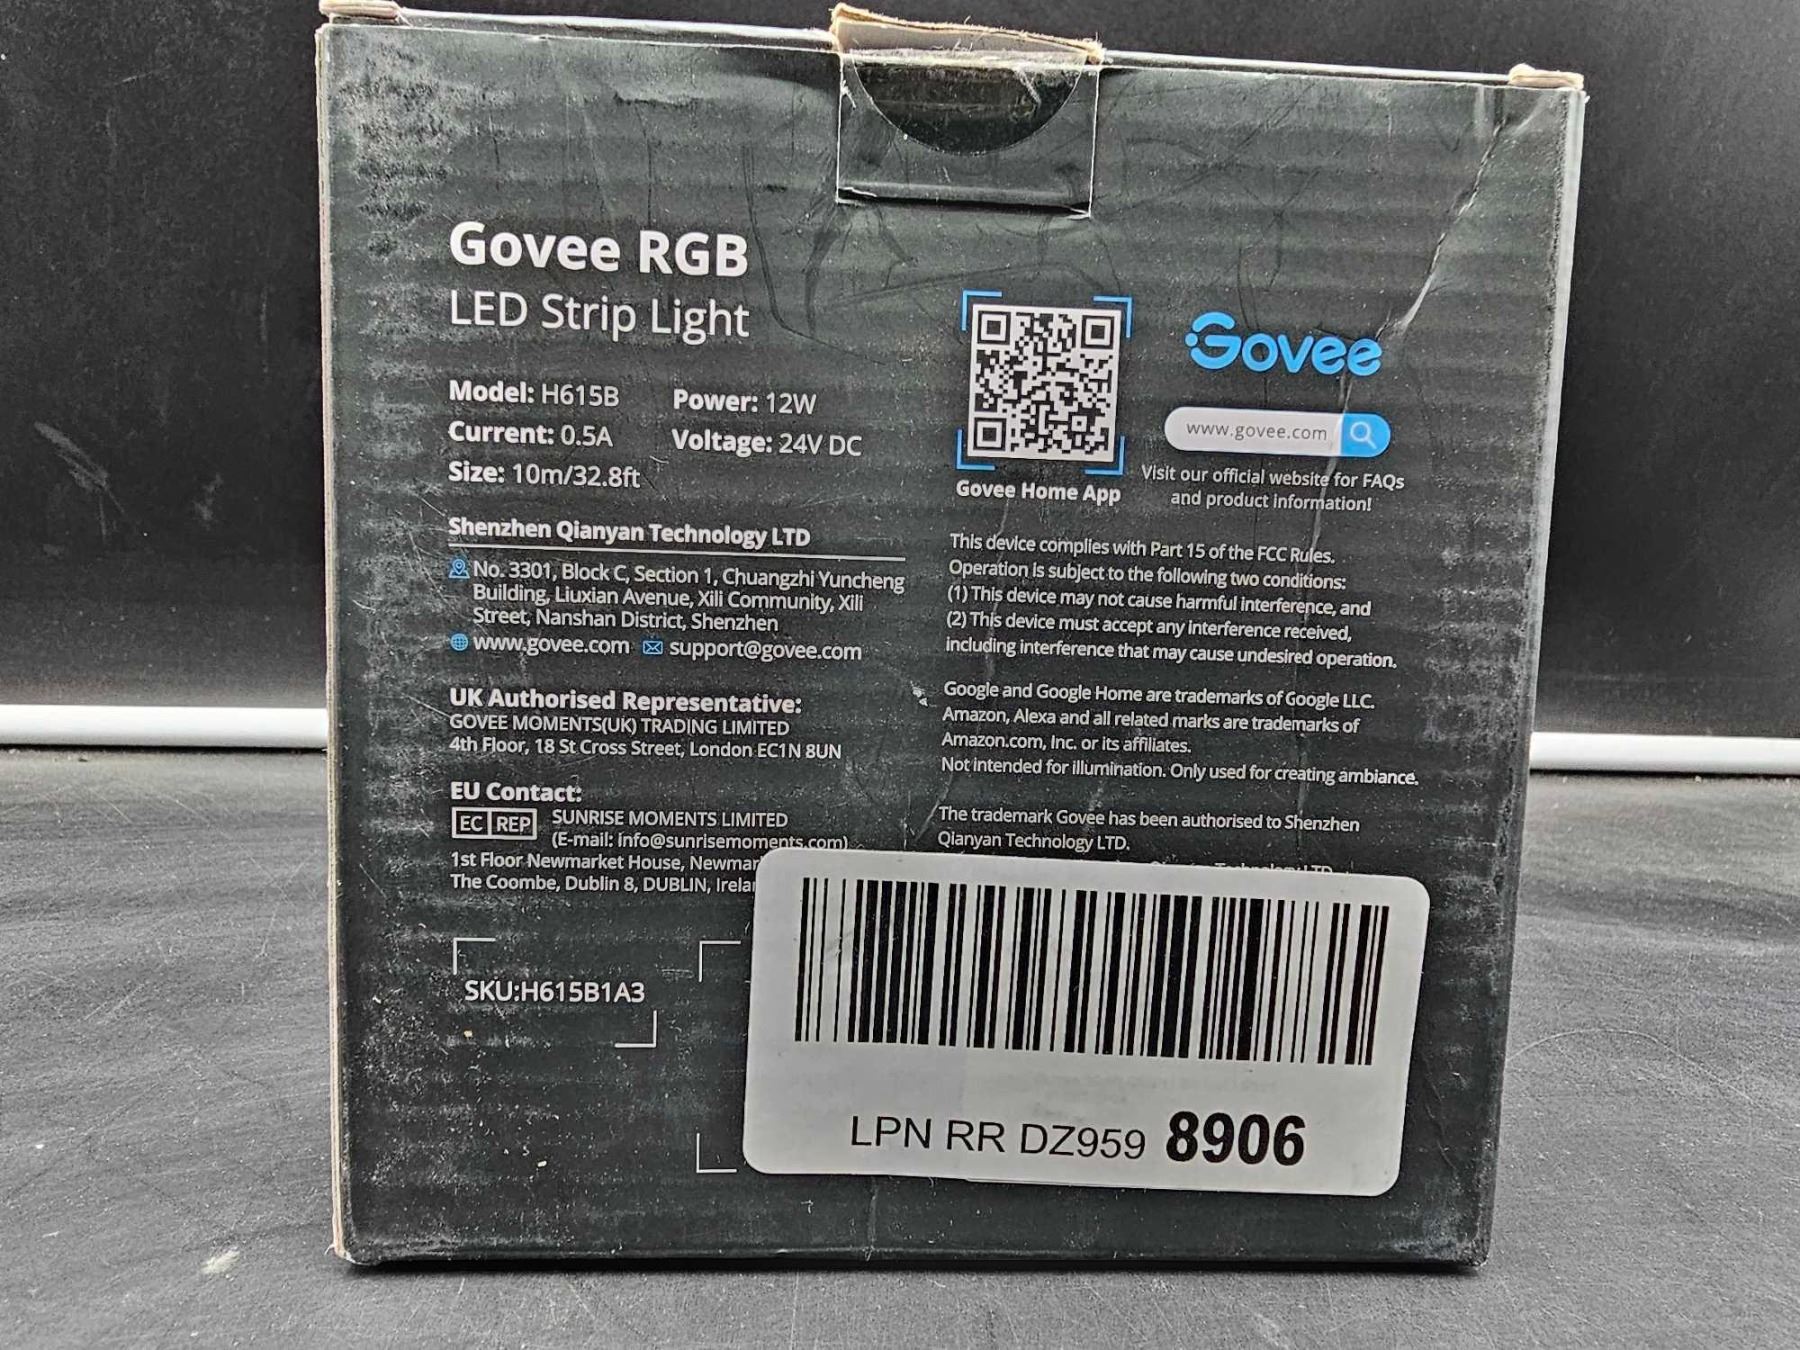 Govee RGB
LED Strip Light
Model: H615B Power: 12W
Current: 0.5A Voltage: 24V DC
Size: 10m/32.8ft
Shenzhen Qianyan Technology LTD
No. 3301, Block C, Section 1, Chuangzhi Yuncheng
Building, Liuxian Avenue, Xili Community, Xili
Street, Nanshan District, Shenzhen
www.govee.com support@govee.com
UK Authorised Representative:
GOVEE MOMENTS(UK) TRADING LIMITED
4th Floor, 18 St Cross Street, London EC1N 8UN
EU Contact:
EC REP SUNRISE MOMENTS LIMITED
(E-mail: info@sunrisemoments.com)
1st Floor Newmarket House,
The Coombe, Dublin 8, DUBLIN,
SKU:H615B1A3
Govee Home App
Govee
www.govee.com
Visit our official website for FAQs
and product information!
This device complies with Part 15 of the FCC Rules.
Operation is subject to the following two conditions:
(1) This device may not cause harmful interference, and
(2) This device must accept any interference received,
including interference that may cause undesired operation.
Google and Google Home are trademarks of Google LLC.
Amazon, Alexa and all related marks are trademarks of
Amazon.com, Inc. or its affiliates.
Not intended for illumination. Only used for creating ambiance.
The trademark Govee has been authorised to Shenzhen
Qianyan Technology LTD.
LPN RR DZ959 8906